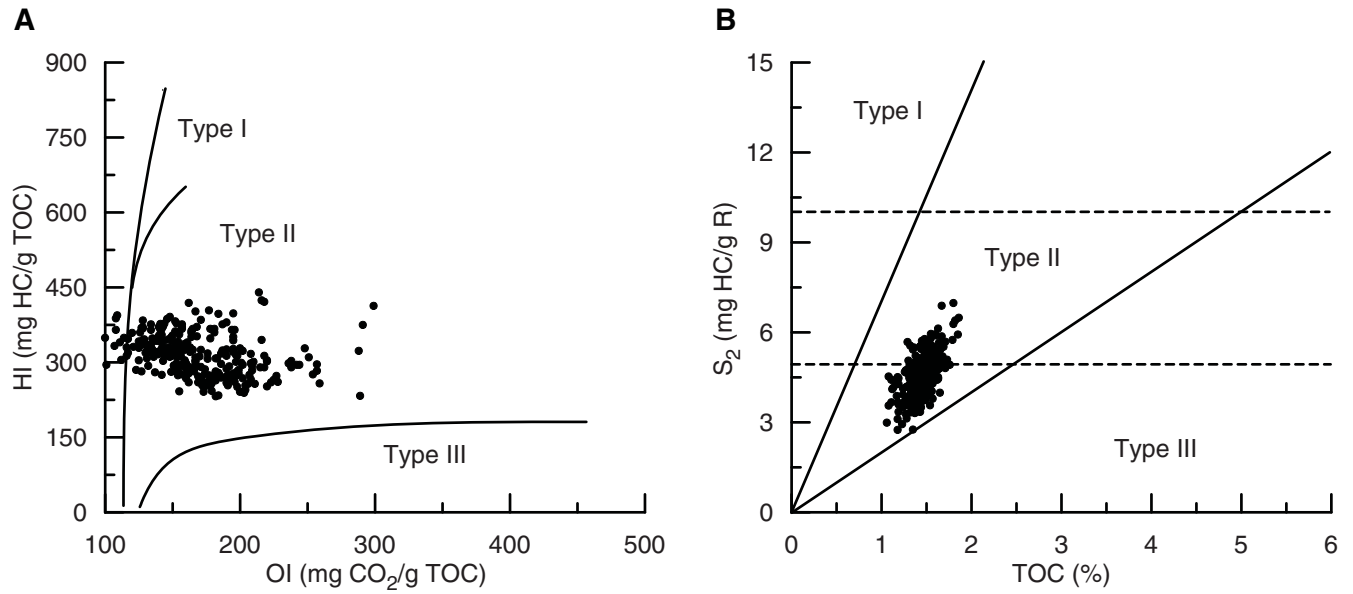 A
900
750
600
450
300
150
0
HI (mg HC/g TOC)
Type I
Type II
Type III
100
200
300
400
500
OI (mg CO₂/g TOC)
B
15
12
9
6
3
0
S₂ (mg HC/g R)
Type I
Type II
Type III
0
1
2
3
4
5
6
TOC (%)